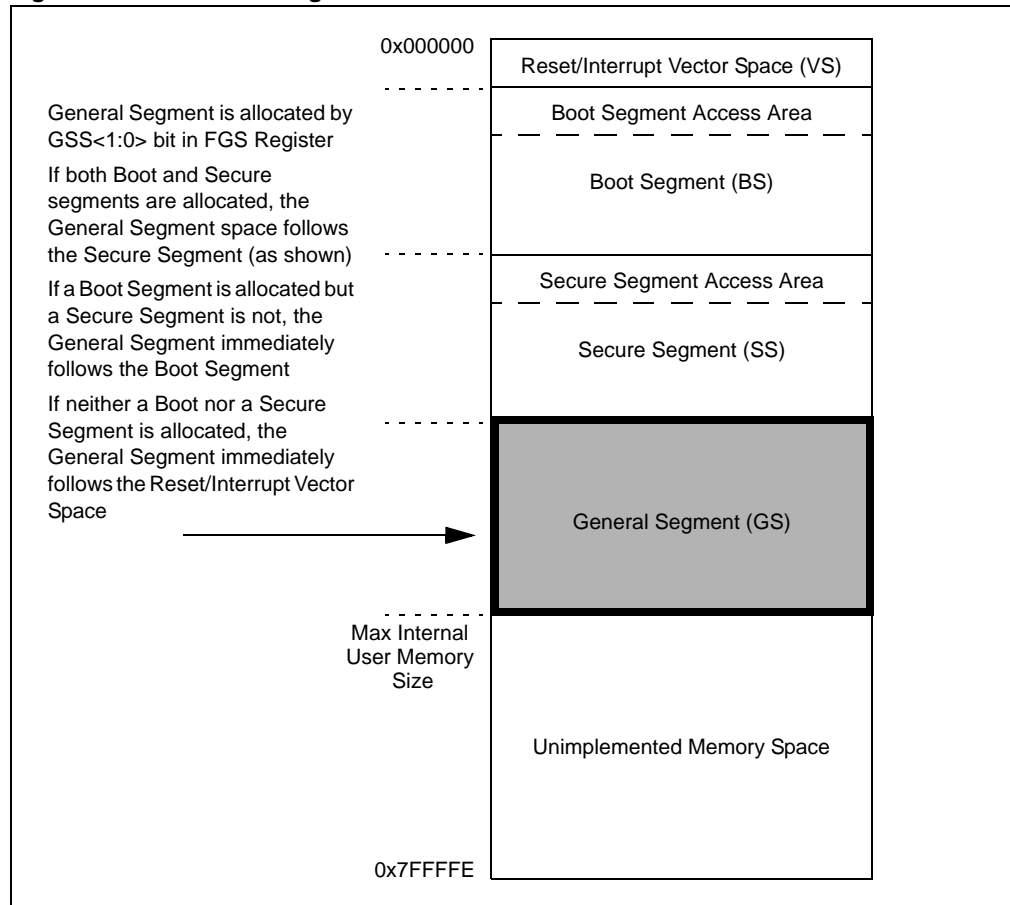 0x000000
Reset/Interrupt Vector Space (VS)
General Segment is allocated by
GSS<1:0> bit in FGS Register
If both Boot and Secure
segments are allocated, the
General Segment space follows
the Secure Segment (as shown)
If a Boot Segment is allocated but
a Secure Segment is not, the
General Segment immediately
follows the Boot Segment
If neither a Boot nor a Secure
Segment is allocated, the
General Segment immediately
follows the Reset/Interrupt Vector
Space
Boot Segment Access Area
Boot Segment (BS)
Secure Segment Access Area
Secure Segment (SS)
General Segment (GS)
Max Internal
User Memory
Size
Unimplemented Memory Space
0x7FFFFE